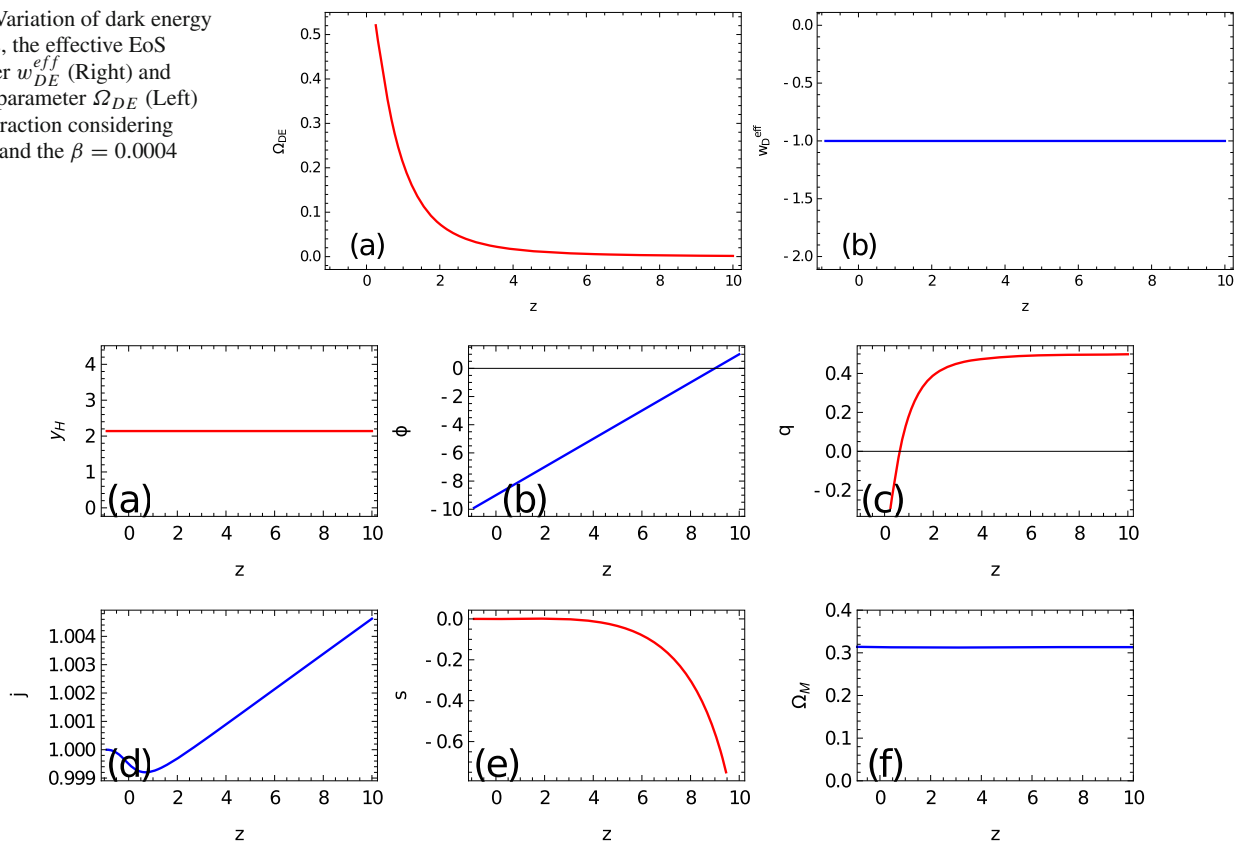 Variation of dark energy
, the effective EoS
er w_{DE}^{eff} (Right) and
parameter Ω_{DE} (Left)
raction considering
and the β = 0.0004
0.5
0.4
0.3
0.2
0.1
0.0
Ω_{DE}
(a)
0 2 4 6 8 10
z
0.0
- 0.5
- 1.0
- 1.5
- 2.0
w_D^{eff}
(b)
0 2 4 6 8 10
z
4
3
2
1
0
y_H
(a)
0 2 4 6 8 10
z
0
- 2
- 4
- 6
- 8
- 10
ϕ
(b)
0 2 4 6 8 10
z
0.4
0.2
0.0
- 0.2
q
(c)
0 2 4 6 8 10
z
1.004
1.003
1.002
1.001
1.000
0.999
j
(d)
0 2 4 6 8 10
z
0.0
- 0.2
- 0.4
- 0.6
s
(e)
0 2 4 6 8 10
z
0.4
0.3
0.2
0.1
0.0
Ω_M
(f)
0 2 4 6 8 10
z